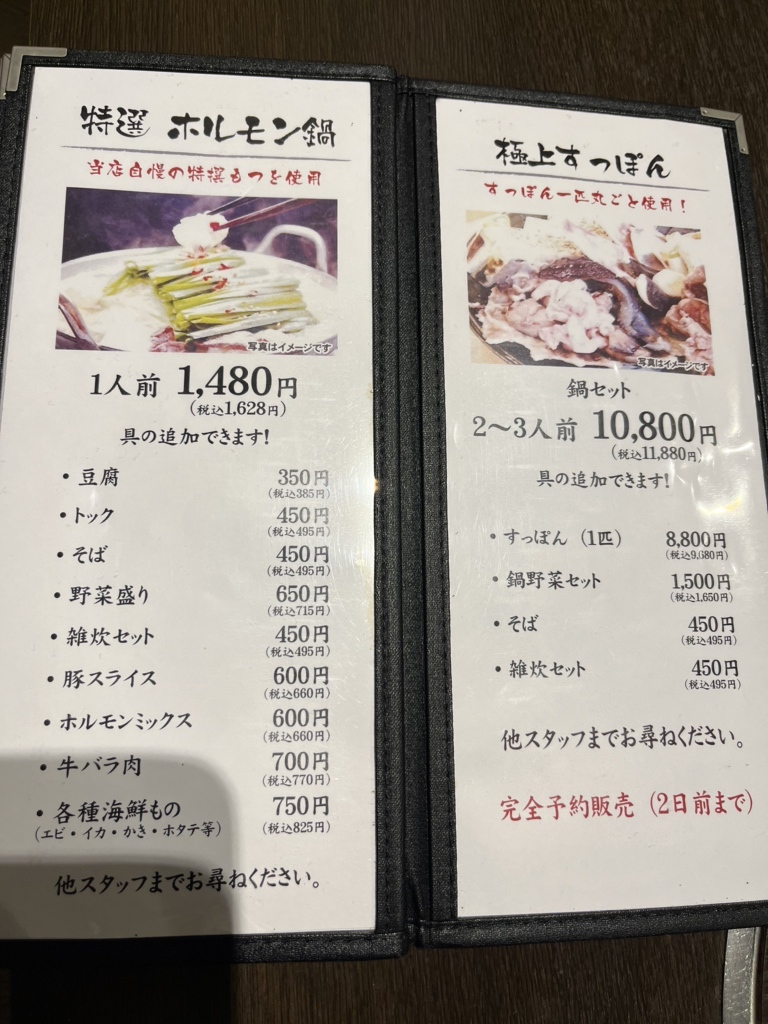 特選 ホルモン鍋
当店自慢の特撰もつを使用
写真はイメージです
1人前 1,480円
(税込1,628円)
具の追加できます!
・豆腐 350円
(税込385円)
・トック 450円
(税込495円)
・そば 450円
(税込495円)
・野菜盛り 650円
(税込715円)
・雑炊セット 450円
(税込495円)
・豚スライス 600円
(税込660円)
・ホルモンミックス 600円
(税込660円)
・牛バラ肉 700円
(税込770円)
・各種海鮮もの 750円
(エビ・イカ・かき・ホタテ等) (税込825円)
他スタッフまでお尋ねください。
極上すっぽん
すっぽん一匹丸ごと使用!
写真はイメージです
鍋セット
2〜3人前 10,800円
(税込11,880円)
具の追加できます!
・すっぽん (1匹) 8,800円
(税込9,680円)
・鍋野菜セット 1,500円
(税込1,650円)
・そば 450円
(税込495円)
・雑炊セット 450円
(税込495円)
他スタッフまでお尋ねください。
完全予約販売 (2日前まで)